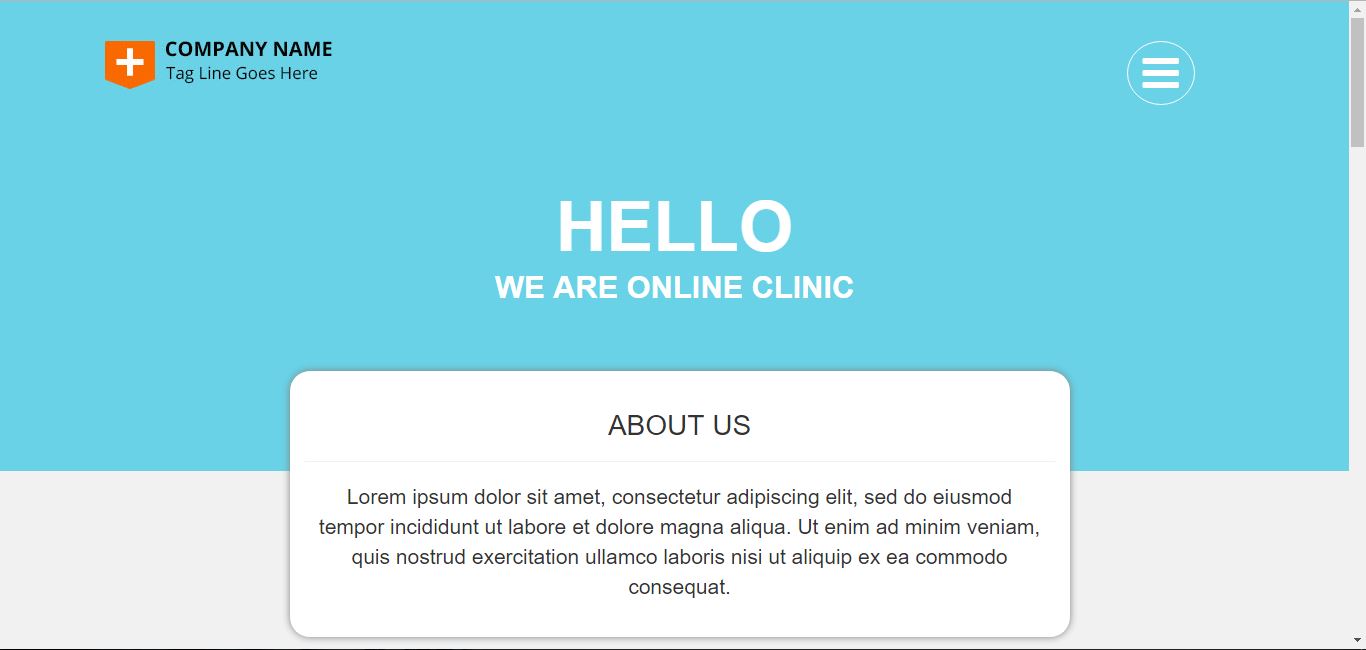 COMPANY NAME
Tag Line Goes Here
HELLO
WE ARE ONLINE CLINIC
ABOUT US
Lorem ipsum dolor sit amet, consectetur adipiscing elit, sed do eiusmod
tempor incididunt ut labore et dolore magna aliqua. Ut enim ad minim veniam,
quis nostrud exercitation ullamco laboris nisi ut aliquip ex ea commodo
consequat.